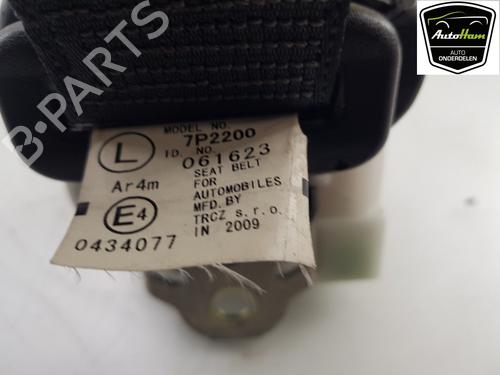 AutoHam
AUTO
ONDERDELEN
B-PARTS
MODEL NO.
7P2200
I.D. NO.
061623
L
Ar4m
E4
0434077
SEAT BELT
FOR
AUTOMOBILES
MFD. BY
TRCZ s.r.o.
IN 2009